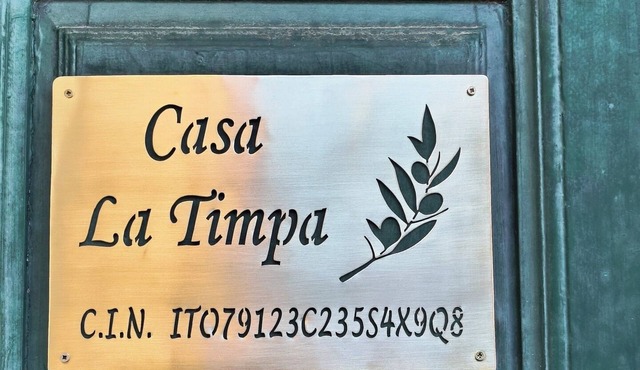 Casa
La Timpa
C.I.N. IT079123C235S4X9Q8